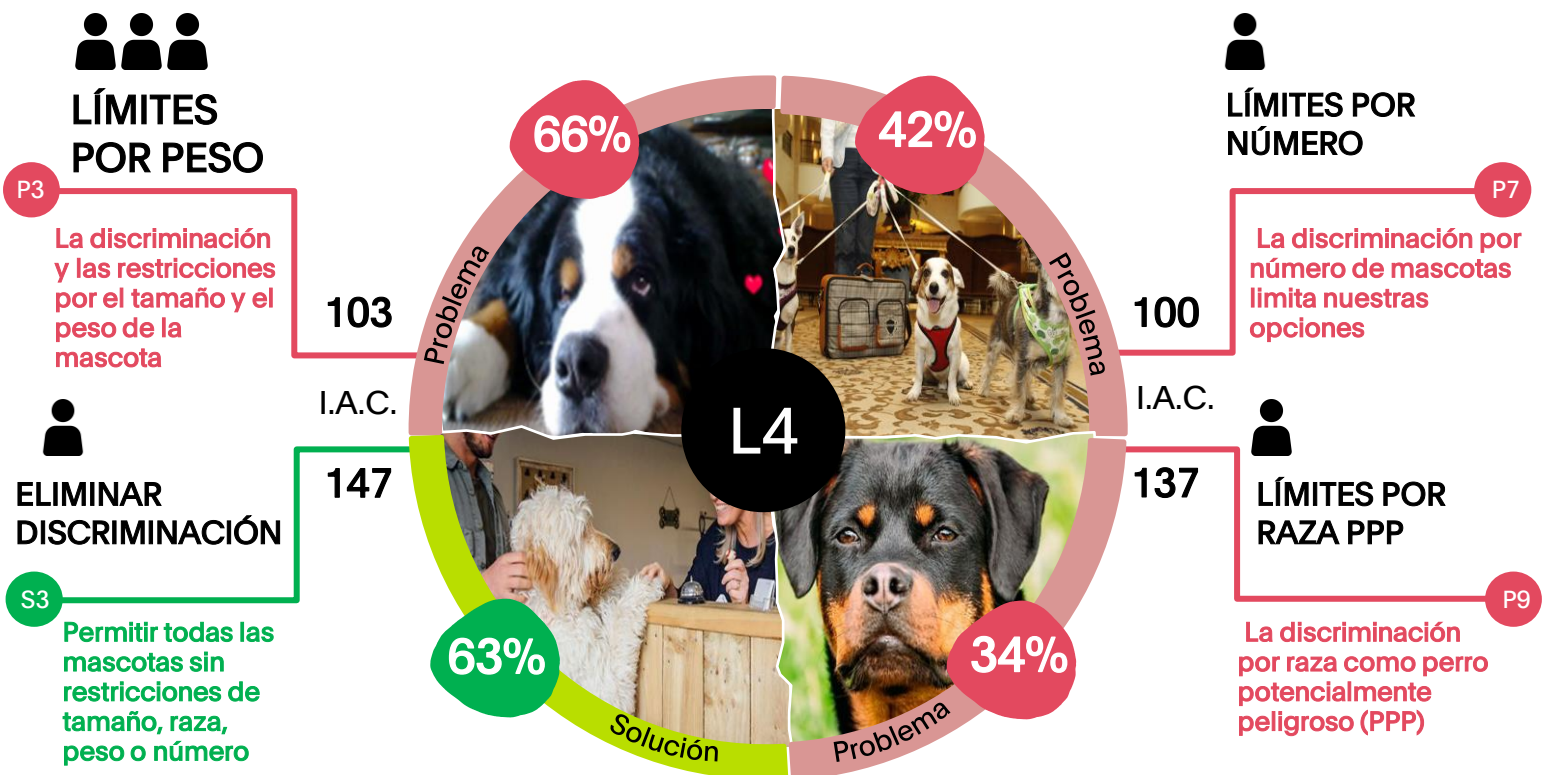 LÍMITES
POR PESO
66%
P3
La discriminación
y las restricciones
por el tamaño y el
peso de la
mascota
103
I.A.C.
Problema
42%
LÍMITES POR
NÚMERO
P7
La discriminación por
número de mascotas
limita nuestras
opciones
100
I.A.C.
Problema
L4
ELIMINAR
DISCRIMINACIÓN
147
S3
Permitir todas las
mascotas sin
restricciones de
tamaño, raza,
peso o número
63%
Solución
137
LÍMITES POR
RAZA PPP
P9
La discriminación
por raza como perro
potencialmente
peligroso (PPP)
34%
Problema